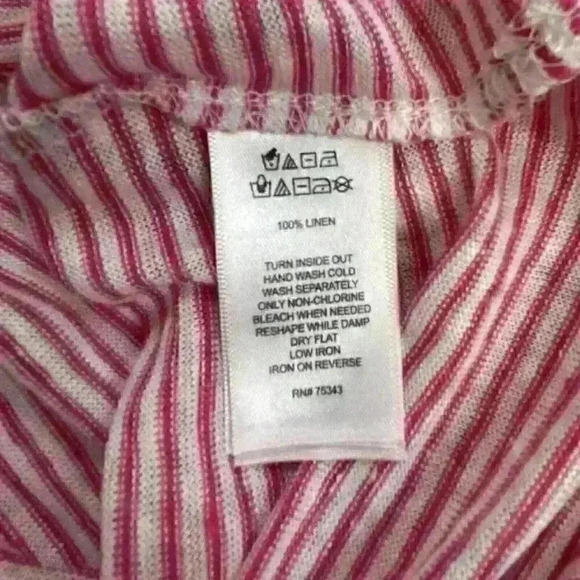 100% LINEN
TURN INSIDE OUT
HAND WASH COLD
WASH SEPARATELY
ONLY NON-CHLORINE
BLEACH WHEN NEEDED
RESHAPE WHILE DAMP
DRY FLAT
LOW IRON
IRON ON REVERSE
RN# 75343